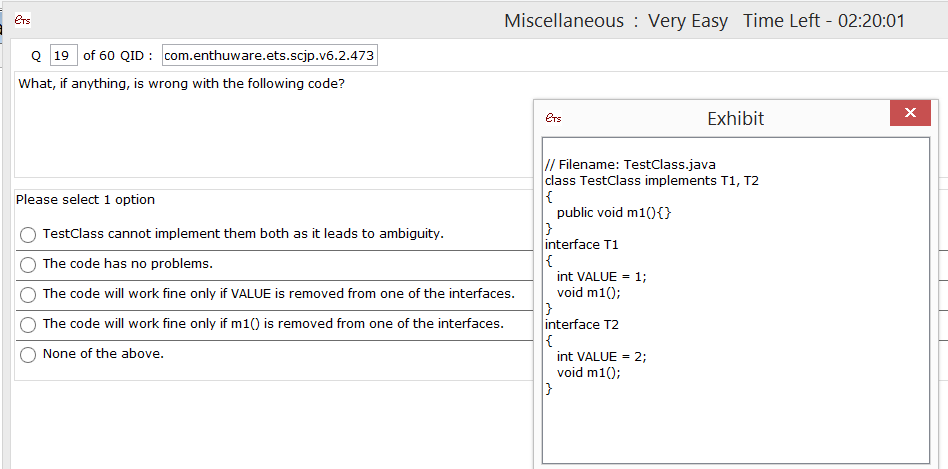 eTs
Miscellaneous : Very Easy Time Left - 02:20:01
Q 19 of 60 QID : com.enthuware.ets.scjp.v6.2.473
What, if anything, is wrong with the following code?
Please select 1 option
TestClass cannot implement them both as it leads to ambiguity.
The code has no problems.
The code will work fine only if VALUE is removed from one of the interfaces.
The code will work fine only if m1() is removed from one of the interfaces.
None of the above.
eTs
Exhibit
// Filename: TestClass.java
class TestClass implements T1, T2
{
public void m1(){}
}
interface T1
{
int VALUE = 1;
void m1();
}
interface T2
{
int VALUE = 2;
void m1();
}